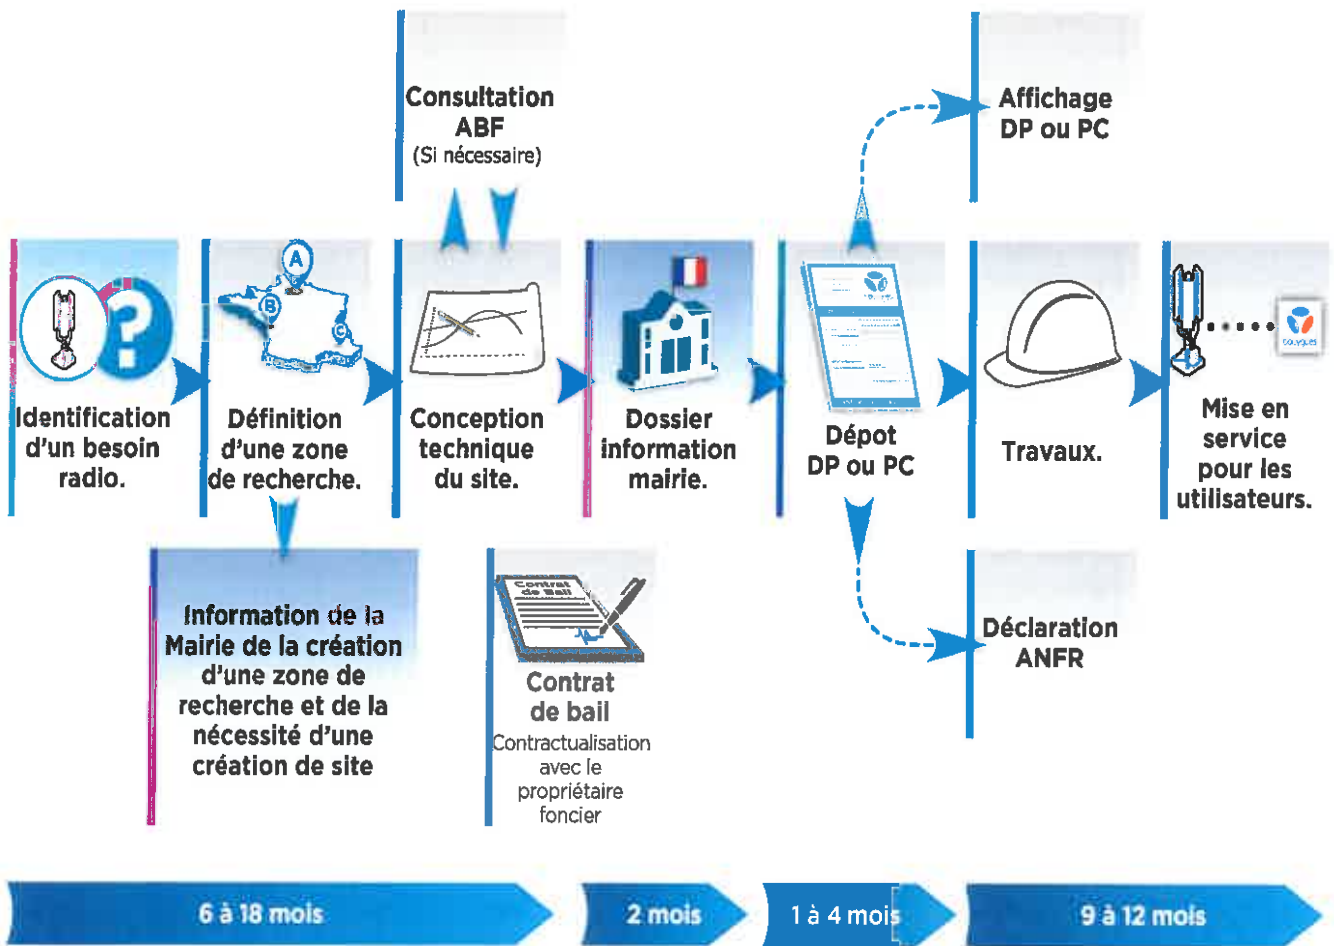 Consultation
ABF
(Si nécessaire)
Affichage
DP ou PC
A
B
C
Identification
d'un besoin
radio.
Définition
d'une zone
de recherche.
Conception
technique
du site.
Dossier
information
mairie.
Dépot
DP ou PC
Travaux.
Mise en
service
pour les
utilisateurs.
Information de la
Mairie de la création
d'une zone de
recherche et de la
nécessité d'une
création de site
Contrat
de Bail
Contrat
de bail
Contractualisation
avec le
propriétaire
foncier
Déclaration
ANFR
6 à 18 mois
2 mois
1 à 4 mois
9 à 12 mois